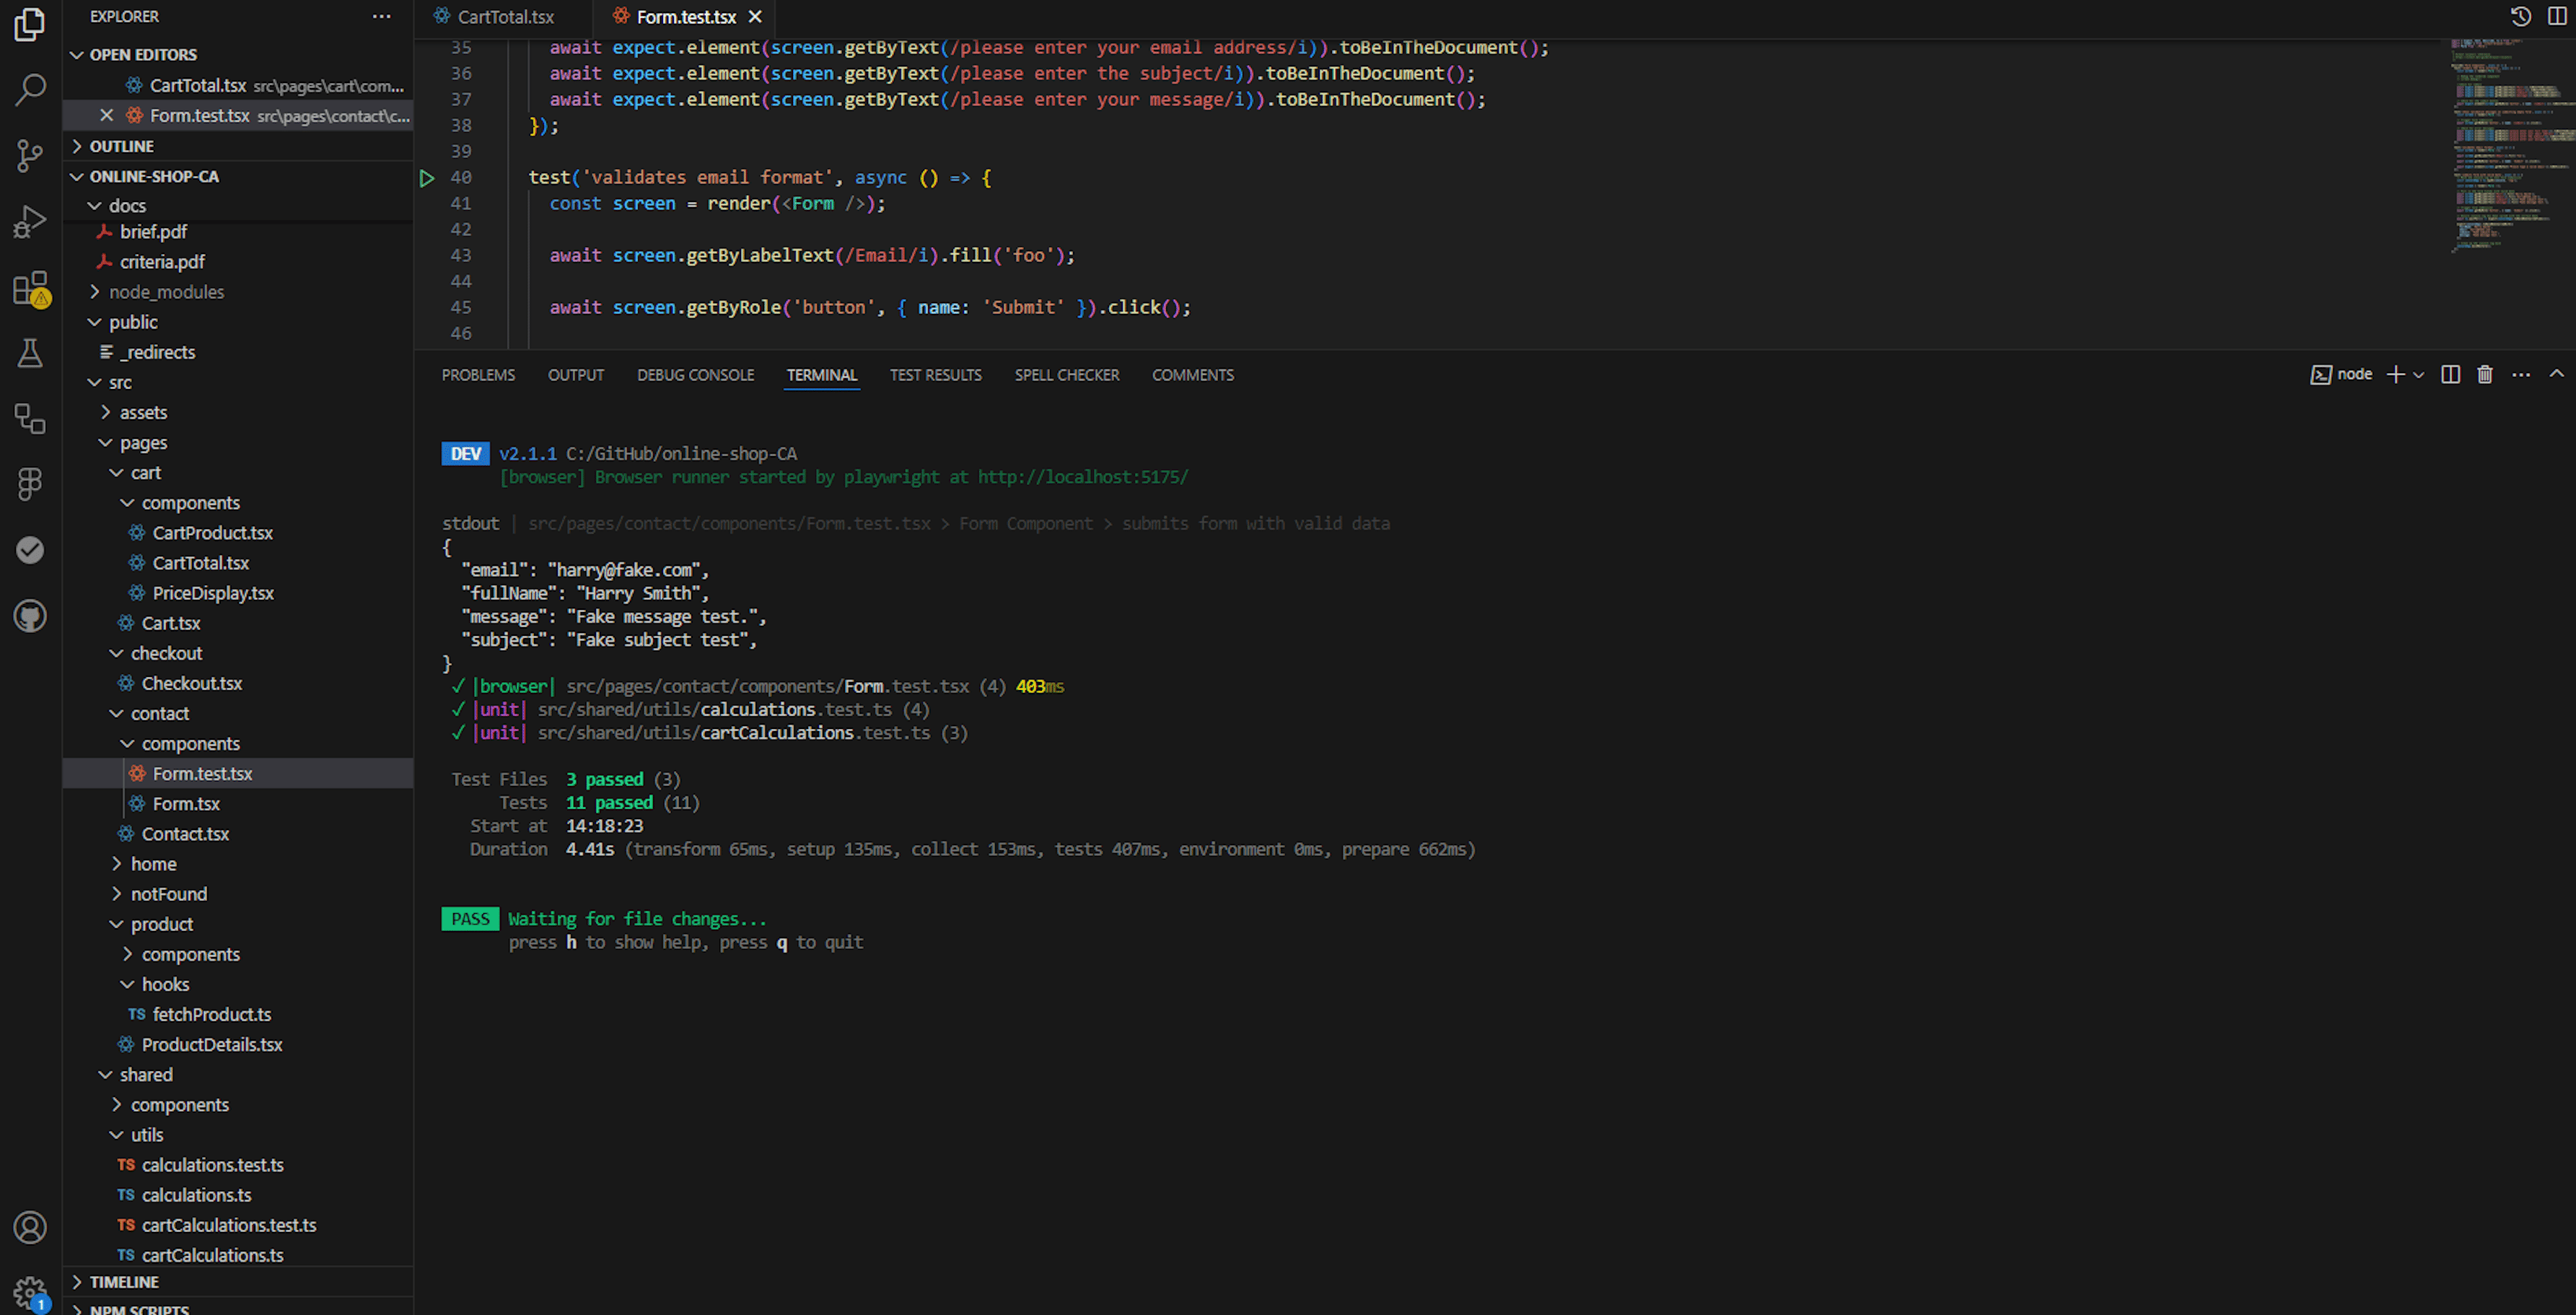 EXPLORER
OPEN EDITORS
CartTotal.tsx src\pages\cart\com...
Form.test.tsx src\pages\contact\c...
OUTLINE
ONLINE-SHOP-CA
docs
brief.pdf
criteria.pdf
node_modules
public
_redirects
src
assets
pages
cart
components
CartProduct.tsx
CartTotal.tsx
PriceDisplay.tsx
Cart.tsx
checkout
Checkout.tsx
contact
components
Form.test.tsx
Form.tsx
Contact.tsx
home
notFound
product
components
hooks
TS fetchProduct.ts
ProductDetails.tsx
shared
components
utils
TS calculations.test.ts
TS calculations.ts
TS cartCalculations.test.ts
TS cartCalculations.ts
TIMELINE
NPM SCRIPTS
1
CartTotal.tsx
Form.test.tsx
35 await expect.element(screen.getByText(/please enter your email address/i)).toBeInTheDocument();
36 await expect.element(screen.getByText(/please enter the subject/i)).toBeInTheDocument();
37 await expect.element(screen.getByText(/please enter your message/i)).toBeInTheDocument();
38 });
39
40 test('validates email format', async () => {
41 const screen = render(<Form />);
42
43 await screen.getByLabelText(/Email/i).fill('foo');
44
45 await screen.getByRole('button', { name: 'Submit' }).click();
46
PROBLEMS OUTPUT DEBUG CONSOLE TERMINAL TEST RESULTS SPELL CHECKER COMMENTS
node
DEV v2.1.1 C:/GitHub/online-shop-CA
[browser] Browser runner started by playwright at http://localhost:5175/
stdout | src/pages/contact/components/Form.test.tsx > Form Component > submits form with valid data
{
"email": "harry@fake.com",
"fullName": "Harry Smith",
"message": "Fake message test.",
"subject": "Fake subject test",
}
✓ |browser| src/pages/contact/components/Form.test.tsx (4) 403ms
✓ |unit| src/shared/utils/calculations.test.ts (4)
✓ |unit| src/shared/utils/cartCalculations.test.ts (3)
Test Files 3 passed (3)
Tests 11 passed (11)
Start at 14:18:23
Duration 4.41s (transform 65ms, setup 135ms, collect 153ms, tests 407ms, environment 0ms, prepare 662ms)
PASS Waiting for file changes...
press h to show help, press q to quit